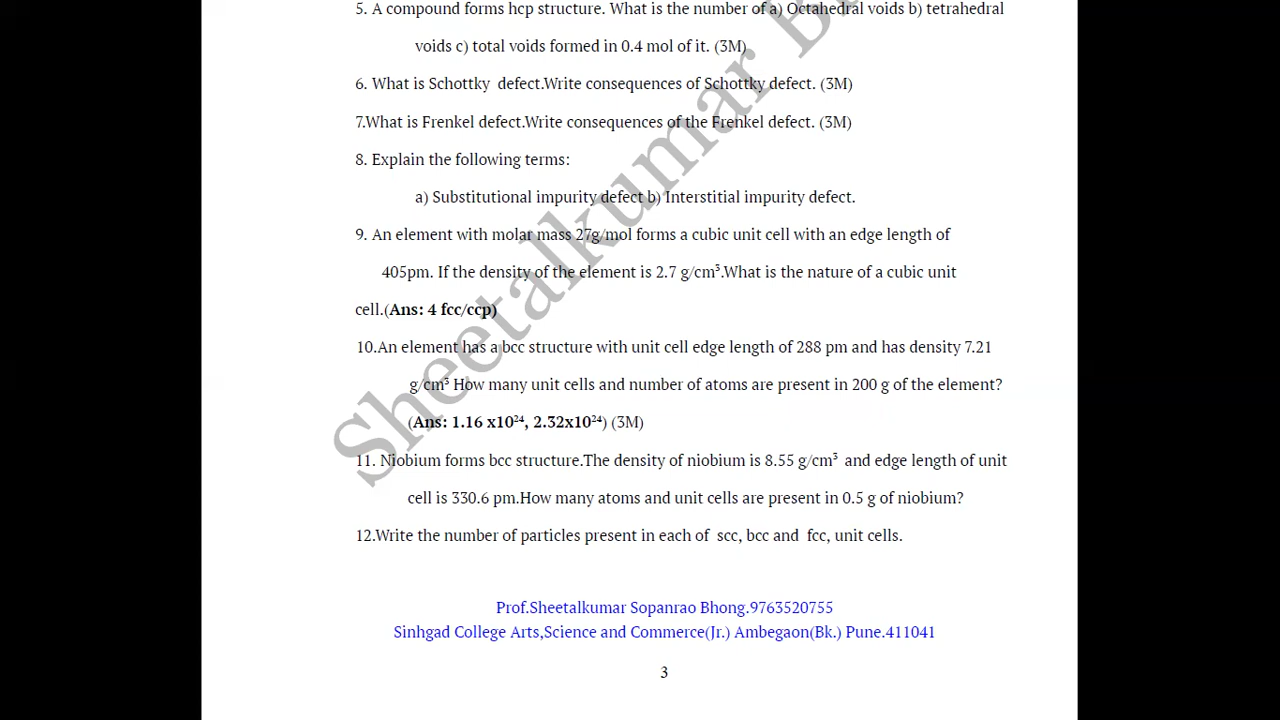 5. A compound forms hcp structure. What is the number of a) Octahedral voids b) tetrahedral
voids c) total voids formed in 0.4 mol of it. (3M)
6. What is Schottky  defect.Write consequences of Schottky defect. (3M)
7.What is Frenkel defect.Write consequences of the Frenkel defect. (3M)
8. Explain the following terms:
a) Substitutional impurity defect b) Interstitial impurity defect.
9. An element with molar mass 27g/mol forms a cubic unit cell with an edge length of
405pm. If the density of the element is 2.7 g/cm³.What is the nature of a cubic unit
cell.(Ans: 4 fcc/ccp)
10.An element has a bcc structure with unit cell edge length of 288 pm and has density 7.21
g/cm³ How many unit cells and number of atoms are present in 200 g of the element?
(Ans: 1.16 x10²⁴, 2.32x10²⁴) (3M)
11. Niobium forms bcc structure.The density of niobium is 8.55 g/cm³ and edge length of unit
cell is 330.6 pm.How many atoms and unit cells are present in 0.5 g of niobium?
12.Write the number of particles present in each of  scc, bcc and  fcc, unit cells.
Sheetalkumar B
Prof.Sheetalkumar Sopanrao Bhong.9763520755
Sinhgad College Arts,Science and Commerce(Jr.) Ambegaon(Bk.) Pune.411041
3